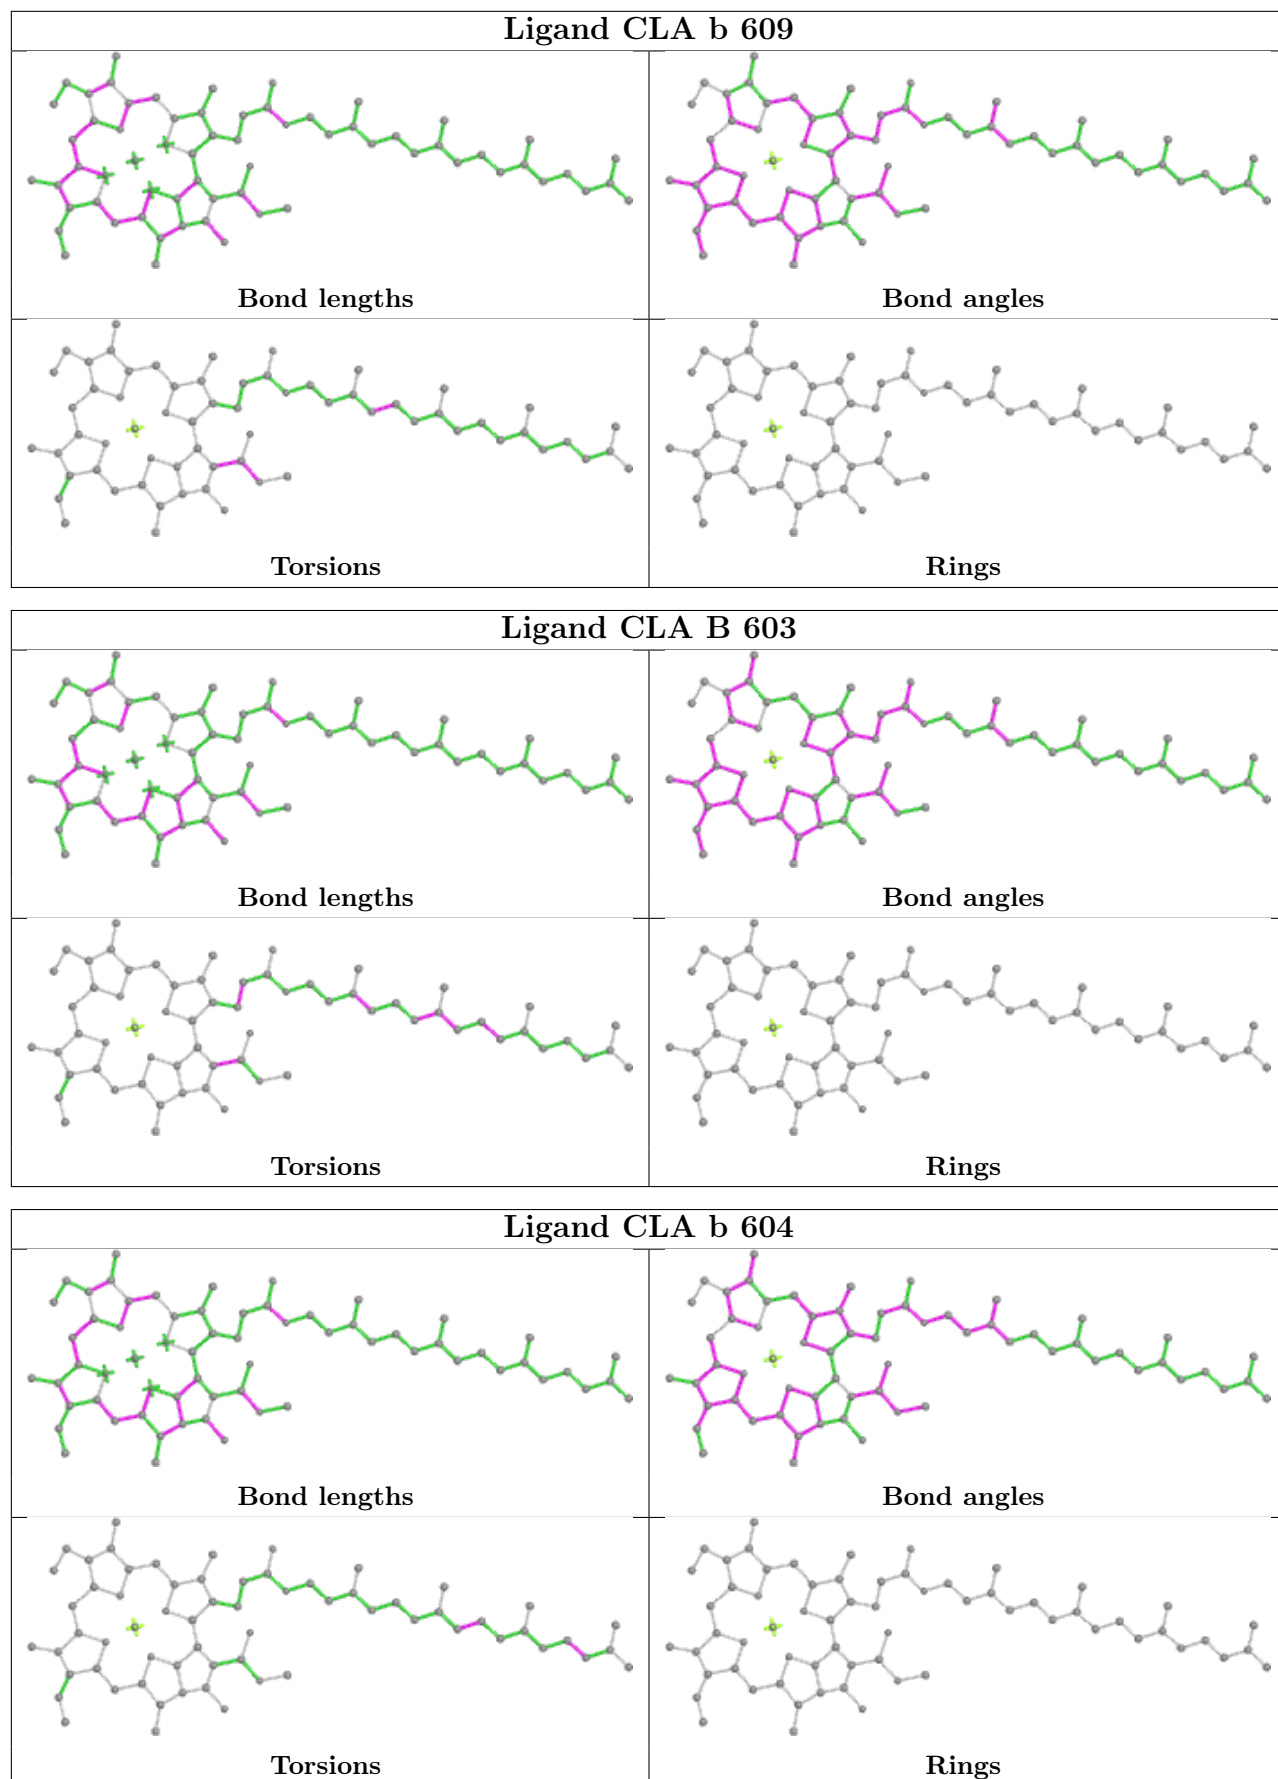 Ligand CLA b 609
Bond lengths
Bond angles
Torsions
Rings
Ligand CLA B 603
Bond lengths
Bond angles
Torsions
Rings
Ligand CLA b 604
Bond lengths
Bond angles
Torsions
Rings